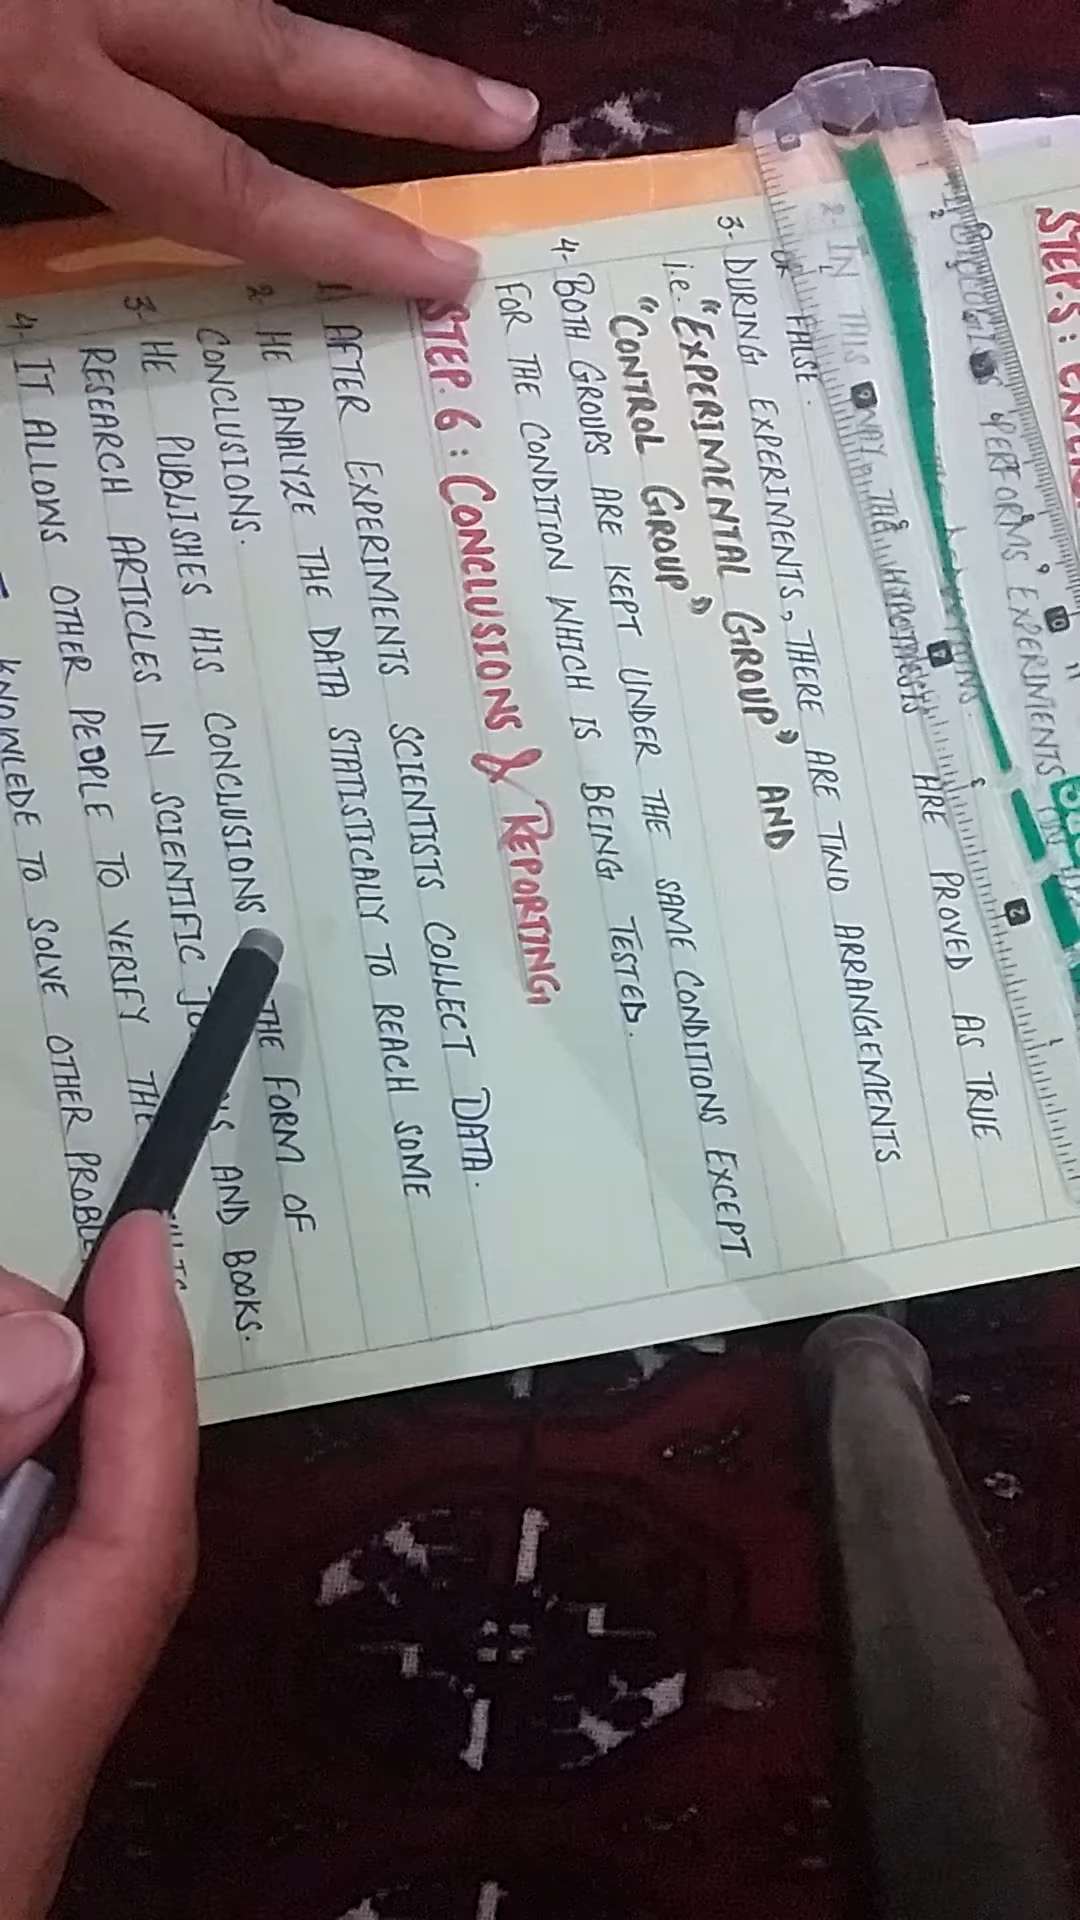 STEP.5:
1- BIOLOGISTS PERFORMS EXPERIMENTS
2- IN THIS WAY THE HYPOTHESIS ARE PROVED AS TRUE
OR FALSE.
3- DURING EXPERIMENTS, THERE ARE TWO ARRANGEMENTS
i.e. "EXPERIMENTAL GROUP" AND
"CONTROL GROUP"
4- BOTH GROUPS ARE KEPT UNDER THE SAME CONDITIONS EXCEPT
FOR THE CONDITION WHICH IS BEING TESTED.
STEP.6: CONCLUSIONS & REPORTING
1) AFTER EXPERIMENTS SCIENTISTS COLLECT DATA.
2 HE ANALYZE THE DATA STATISTICALLY TO REACH SOME
CONCLUSIONS.
3- HE PUBLISHES HIS CONCLUSIONS THE FORM OF
RESEARCH ARTICLES IN SCIENTIFIC AND BOOKS.
4- IT ALLOWS OTHER PEOPLE TO VERIFY THE
KNOWLEDE TO SOLVE OTHER